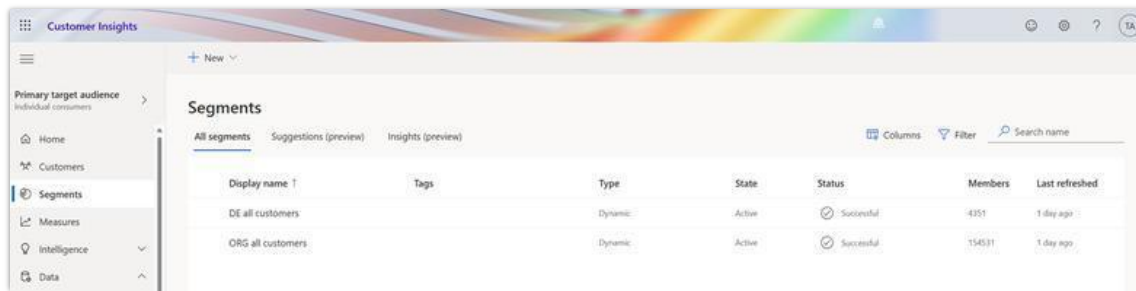 Customer Insights
? TA
New
Primary target audience
Individual consumers
Segments
Home
All segments Suggestions (preview) Insights (preview) Columns Filter Search name
Customers
Segments
Display name ↑ Tags Type State Status Members Last refreshed
Measures
DE all customers Dynamic Active Successful 4351 1 day ago
Intelligence
ORG all customers Dynamic Active Successful 154531 1 day ago
Data